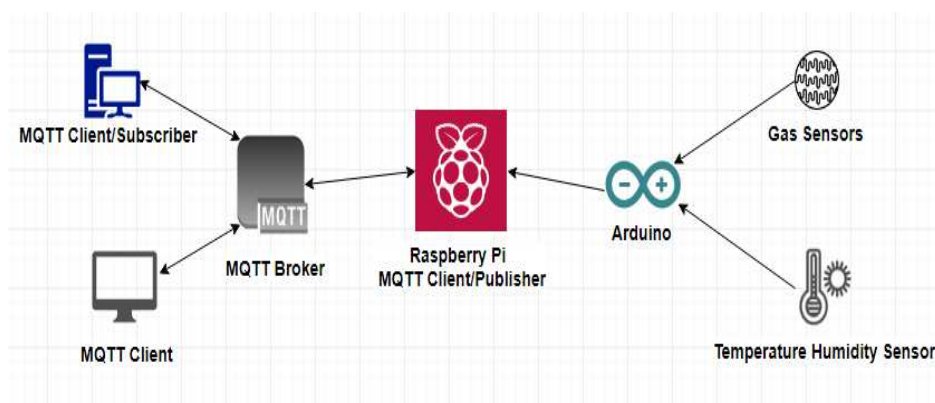 MQTT Client/Subscriber
MQTT
MQTT Broker
MQTT Client
Raspberry Pi
MQTT Client/Publisher
Arduino
Gas Sensors
Temperature Humidity Sensor